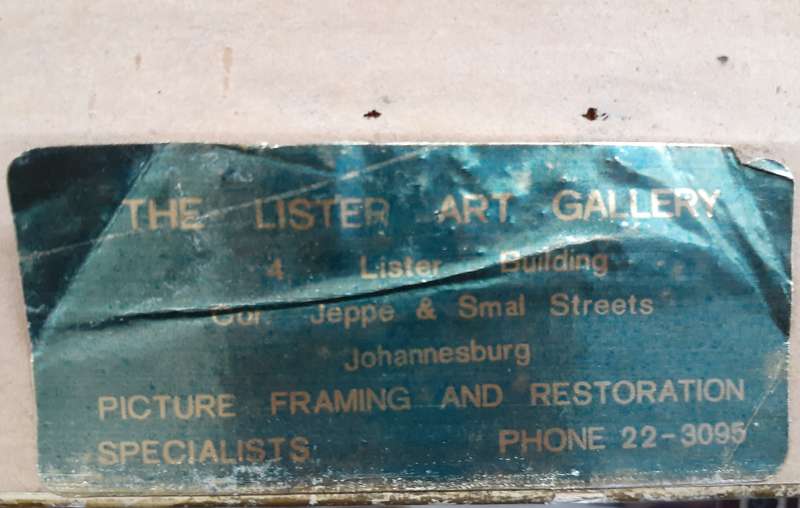 THE LISTER ART GALLERY
4 Lister Building
Cor. Jeppe & Smal Streets
Johannesburg
PICTURE FRAMING AND RESTORATION
SPECIALISTS PHONE 22-3095